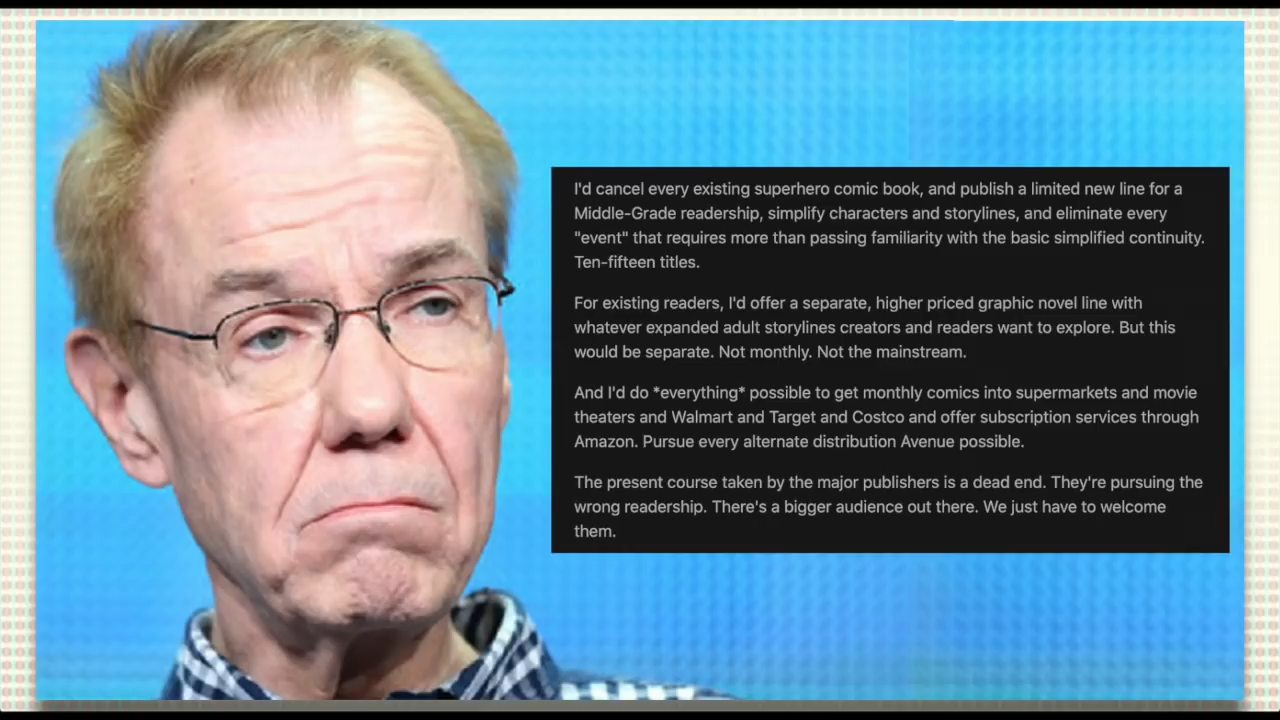 I'd cancel every existing superhero comic book, and publish a limited new line for a
Middle-Grade readership, simplify characters and storylines, and eliminate every
"event" that requires more than passing familiarity with the basic simplified continuity.
Ten-fifteen titles.
For existing readers, I'd offer a separate, higher priced graphic novel line with
whatever expanded adult storylines creators and readers want to explore. But this
would be separate. Not monthly. Not the mainstream.
And I'd do *everything* possible to get monthly comics into supermarkets and movie
theaters and Walmart and Target and Costco and offer subscription services through
Amazon. Pursue every alternate distribution Avenue possible.
The present course taken by the major publishers is a dead end. They're pursuing the
wrong readership. There's a bigger audience out there. We just have to welcome
them.